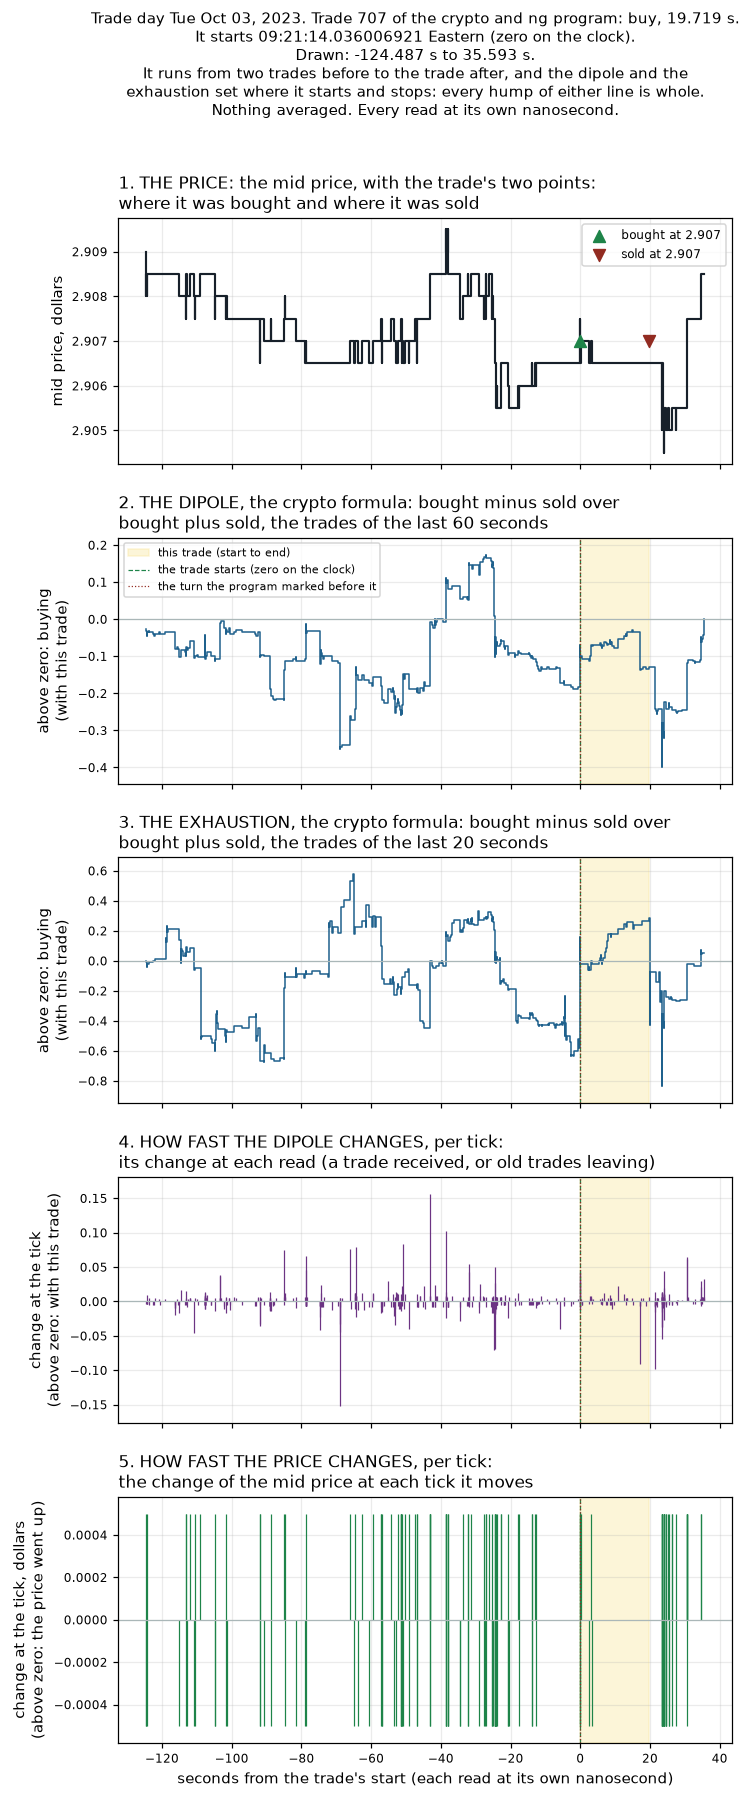 Trade day Tue Oct 03, 2023. Trade 707 of the crypto and ng program: buy, 19.719 s.
It starts 09:21:14.036006921 Eastern (zero on the clock).
Drawn: -124.487 s to 35.593 s.
It runs from two trades before to the trade after, and the dipole and the
exhaustion set where it starts and stops: every hump of either line is whole.
Nothing averaged. Every read at its own nanosecond.
1. THE PRICE: the mid price, with the trade's two points:
where it was bought and where it was sold
bought at 2.907
sold at 2.907
mid price, dollars
2.909
2.908
2.907
2.906
2.905
2. THE DIPOLE, the crypto formula: bought minus sold over
bought plus sold, the trades of the last 60 seconds
this trade (start to end)
the trade starts (zero on the clock)
the turn the program marked before it
above zero: buying
(with this trade)
0.2
0.1
0.0
−0.1
−0.2
−0.3
−0.4
3. THE EXHAUSTION, the crypto formula: bought minus sold over
bought plus sold, the trades of the last 20 seconds
above zero: buying
(with this trade)
0.6
0.4
0.2
0.0
−0.2
−0.4
−0.6
−0.8
4. HOW FAST THE DIPOLE CHANGES, per tick:
its change at each read (a trade received, or old trades leaving)
change at the tick
(above zero: with this trade)
0.15
0.10
0.05
0.00
−0.05
−0.10
−0.15
5. HOW FAST THE PRICE CHANGES, per tick:
the change of the mid price at each tick it moves
change at the tick, dollars
(above zero: the price went up)
0.0004
0.0002
0.0000
−0.0002
−0.0004
−120 −100 −80 −60 −40 −20 0 20 40
seconds from the trade's start (each read at its own nanosecond)